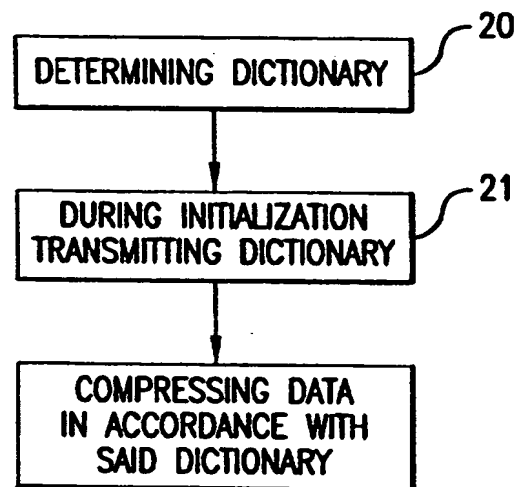 20
DETERMINING DICTIONARY
21
DURING INITIALIZATION
TRANSMITTING DICTIONARY
COMPRESSING DATA
IN ACCORDANCE WITH
SAID DICTIONARY